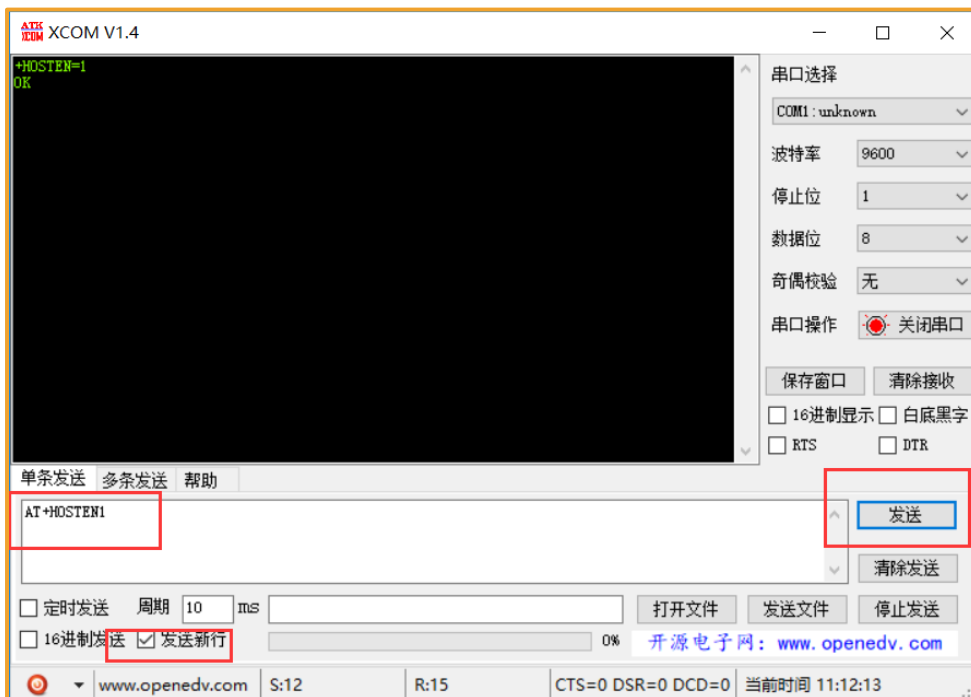 ATK XCOM XCOM V1.4
+HOSTEN=1
OK
串口选择
COM1:unknown
波特率 9600
停止位 1
数据位 8
奇偶校验 无
串口操作 关闭串口
保存窗口 清除接收
16进制显示 白底黑字
RTS DTR
单条发送 多条发送 帮助
AT+HOSTEN1
发送
清除发送
定时发送 周期 10 ms 打开文件 发送文件 停止发送
16进制发送 发送新行 0% 开源电子网：www.openedv.com
www.openedv.com S:12 R:15 CTS=0 DSR=0 DCD=0 当前时间 11:12:13